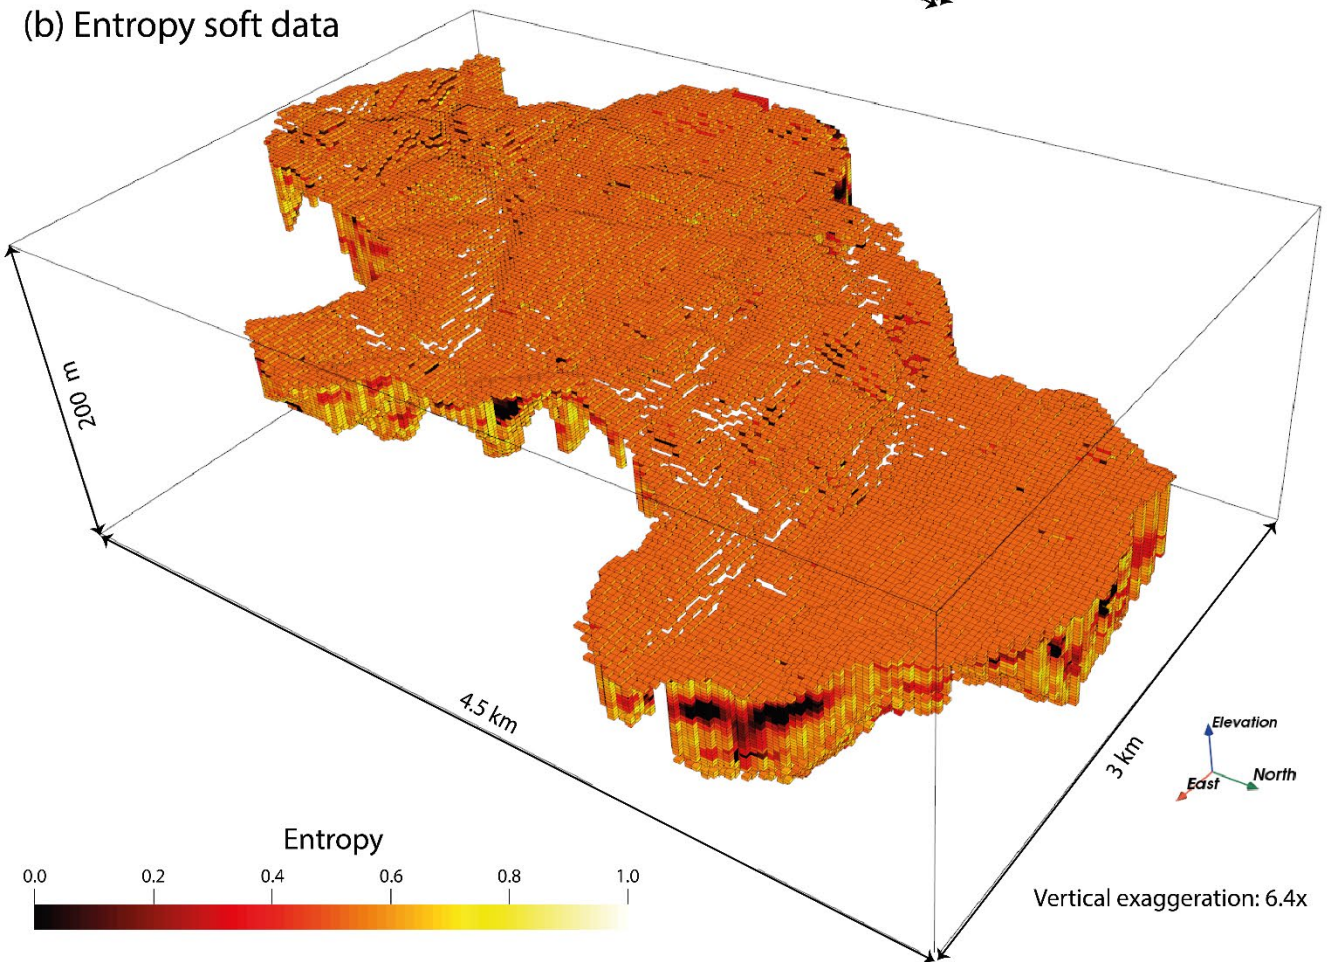 (b) Entropy soft data
200 m
4.5 km
3 km
Elevation
East
North
Entropy
0.0 0.2 0.4 0.6 0.8 1.0
Vertical exaggeration: 6.4x